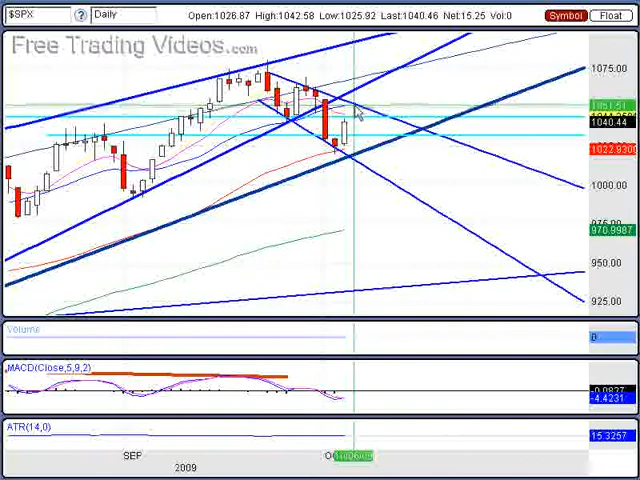 $SPX Daily Open:1026.87 High:1042.58 Low:1025.92 Last:1040.46 Net:15.25 Vol:0 Symbol Float
Free Trading Videos.com
1075.00
1051.51
1040.44
1022.9300
1000.00
970.9987
950.00
925.00
Volume
0
MACD(Close,5,9,2)
-4.4231
ATR(14,0)
15.3257
SEP
2009